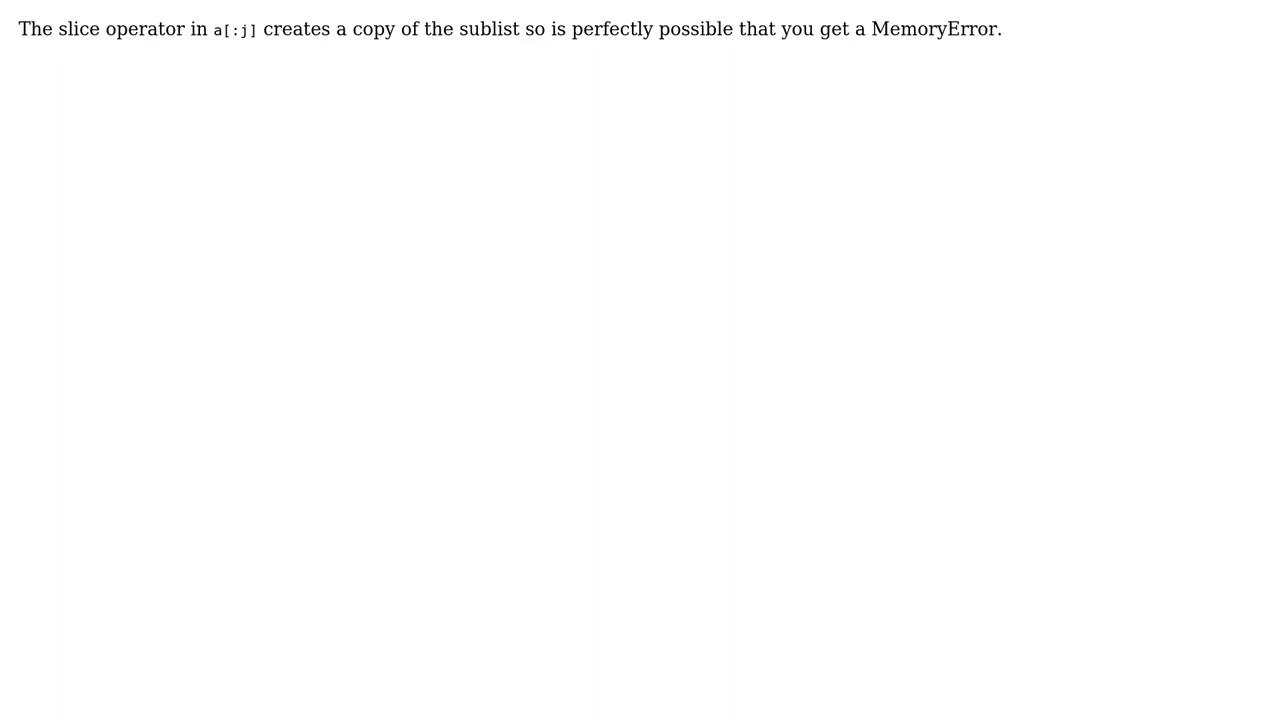 The slice operator in a[:j] creates a copy of the sublist so is perfectly possible that you get a MemoryError.